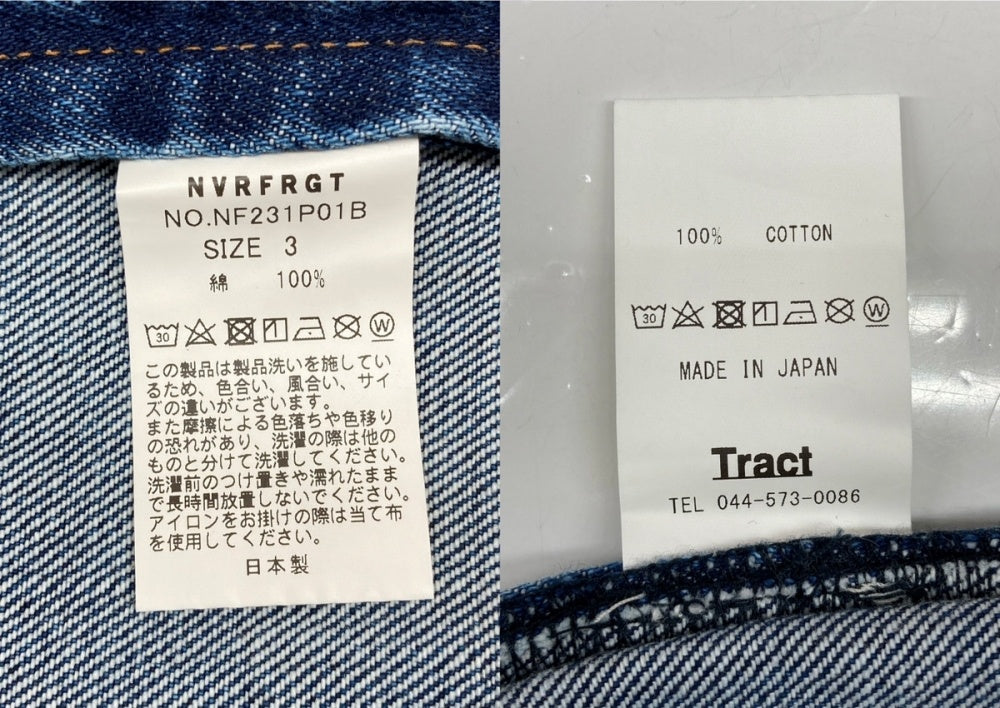 NVRFRGT
NO.NF231P01B
SIZE 3
綿 100%
30 W
この製品は製品洗いを施してい
るため、色合い、風合い、サイ
ズの違いがございます。
また摩擦による色落ちや色移り
の恐れがあり、洗濯の際は他の
ものと分けて洗濯してください。
洗濯前のつけ置きや濡れたまま
で長時間放置しないでください。
アイロンをお掛けの際は当て布
を使用してください。
日本製
100% COTTON
30 W
MADE IN JAPAN
Tract
TEL 044-573-0086